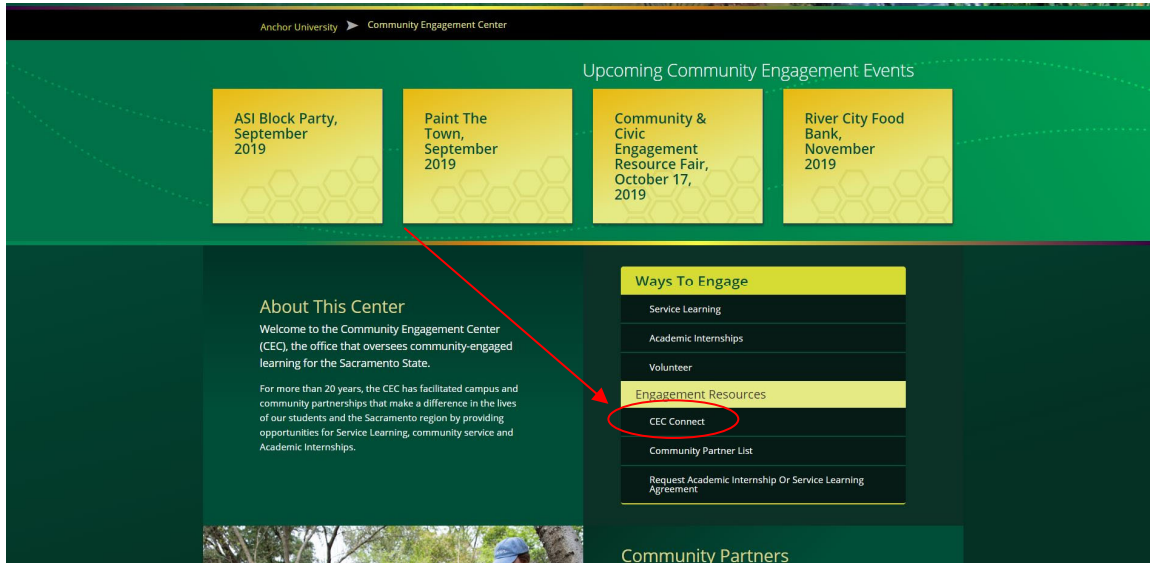 Anchor University ➤ Community Engagement Center
Upcoming Community Engagement Events
ASI Block Party,
September
2019
Paint The
Town,
September
2019
Community &
Civic
Engagement
Resource Fair,
October 17,
2019
River City Food
Bank,
November
2019
About This Center
Welcome to the Community Engagement Center
(CEC), the office that oversees community-engaged
learning for the Sacramento State.
For more than 20 years, the CEC has facilitated campus and
community partnerships that make a difference in the lives
of our students and the Sacramento region by providing
opportunities for Service Learning, community service and
Academic Internships.
Ways To Engage
Service Learning
Academic Internships
Volunteer
Engagement Resources
CEC Connect
Community Partner List
Request Academic Internship Or Service Learning
Agreement
Community Partners